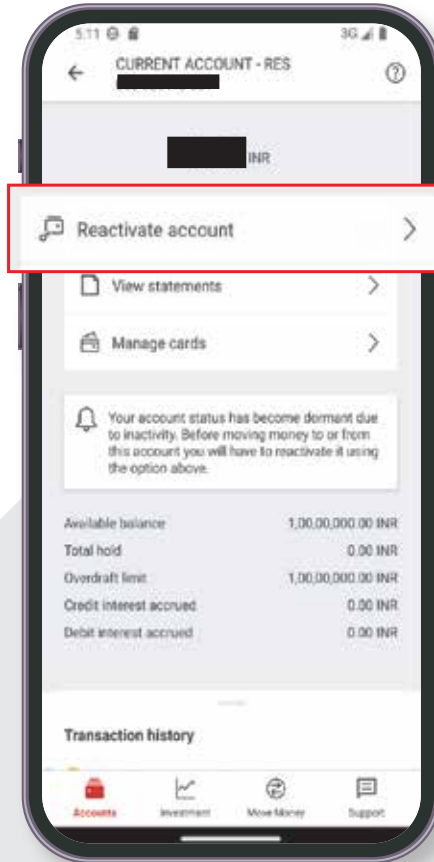 5.11
3G
CURRENT ACCOUNT - RES
INR
Reactivate account
View statements
Manage cards
Your account status has become dormant due
to inactivity. Before moving money to or from
this account you will have to reactivate it using
the option above.
Available balance 1,00,00,000.00 INR
Total hold 0.00 INR
Overdraft limit 1,00,00,000.00 INR
Credit interest accrued 0.00 INR
Debit interest accrued 0.00 INR
Transaction history
Accounts Investment Move Money Support